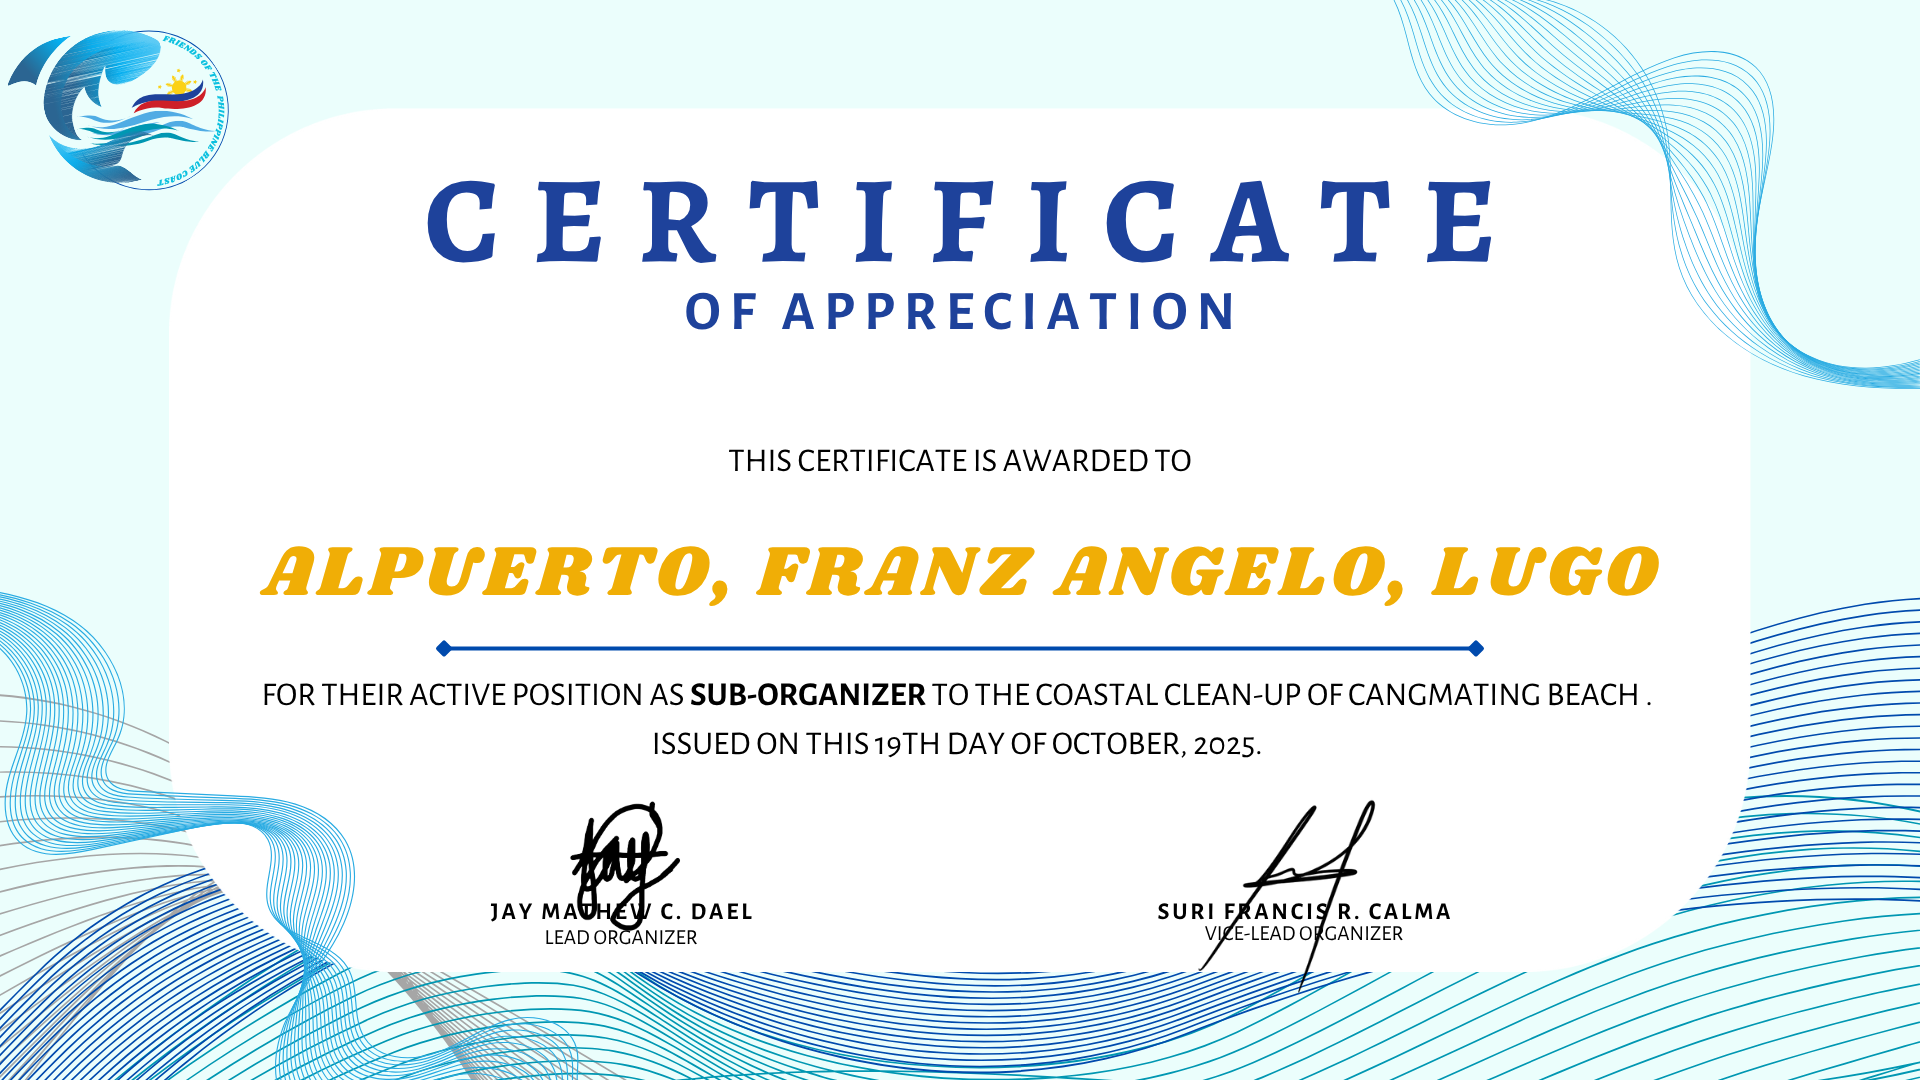 FRIENDS OF THE PHILIPPINE BLUE COAST
CERTIFICATE
OF APPRECIATION
THIS CERTIFICATE IS AWARDED TO
ALPUERTO, FRANZ ANGELO, LUGO
FOR THEIR ACTIVE POSITION AS SUB-ORGANIZER TO THE COASTAL CLEAN-UP OF CANGMATING BEACH .
ISSUED ON THIS 19TH DAY OF OCTOBER, 2025.
Jay
JAY MATHEW C. DAEL
LEAD ORGANIZER
SURI FRANCIS R. CALMA
VICE-LEAD ORGANIZER